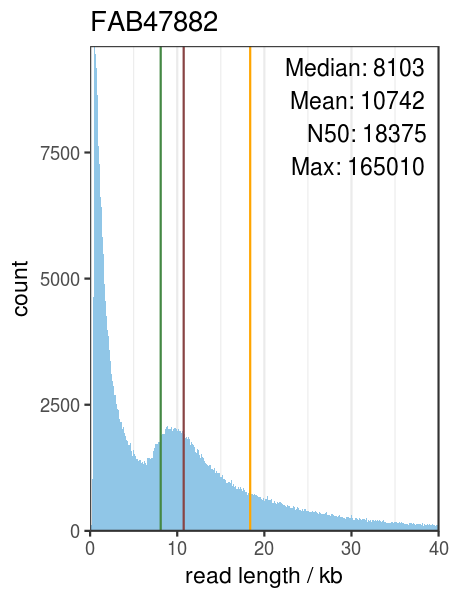 FAB47882
Median: 8103
Mean: 10742
N50: 18375
Max: 165010
7500
5000
2500
0
count
0 10 20 30 40
read length / kb